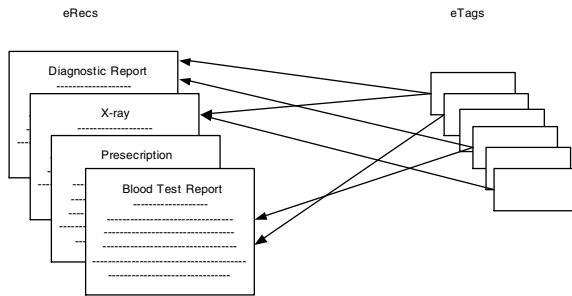 eRecs
eTags
Diagnostic Report
X-ray
Presecription
Blood Test Report